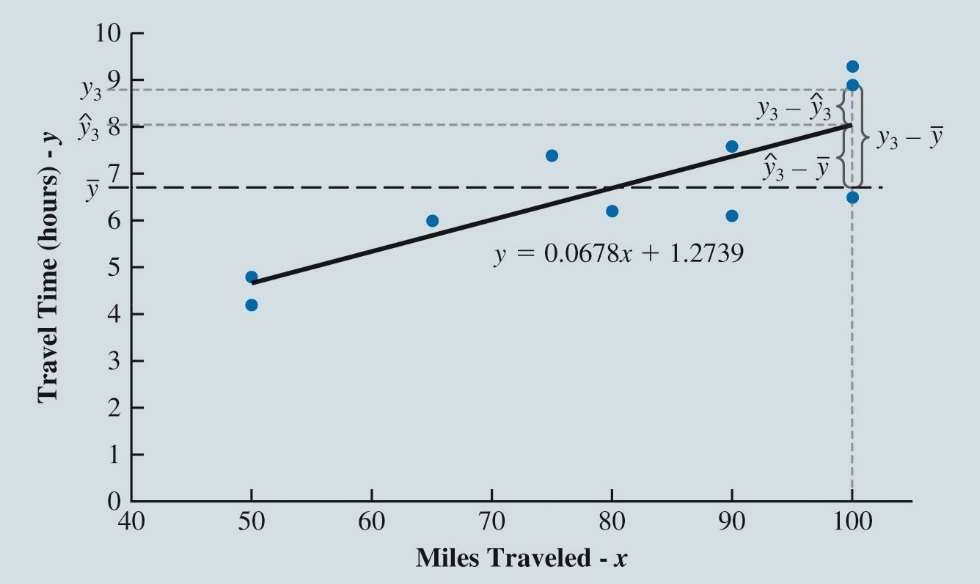 10
9
y₃
8
ŷ₃
7
ȳ
6
5
4
3
2
1
0
Travel Time (hours) - y
y₃ − ŷ₃
y₃ − ȳ
ŷ₃ − ȳ
y = 0.0678x + 1.2739
40 50 60 70 80 90 100
Miles Traveled - x